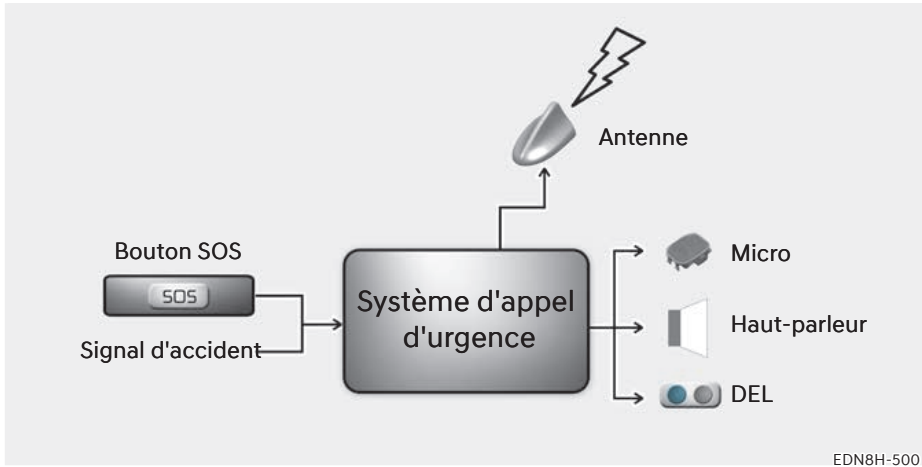 Antenne
Bouton SOS
SOS
Signal d'accident
Système d'appel
d'urgence
Micro
Haut-parleur
DEL
EDN8H-500